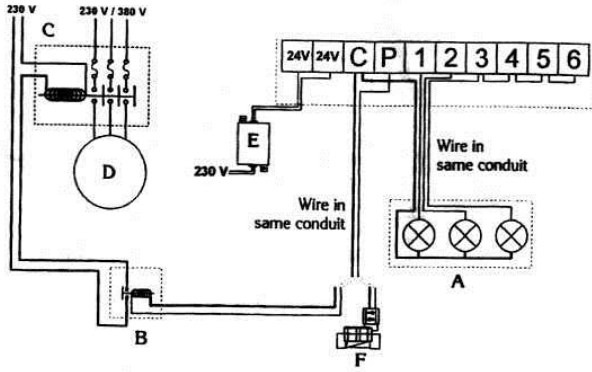 230 V
230 V / 380 V
C
24V 24V C P 1 2 3 4 5 6
E
D
230 V
Wire in
same conduit
Wire in
same conduit
A
B
F